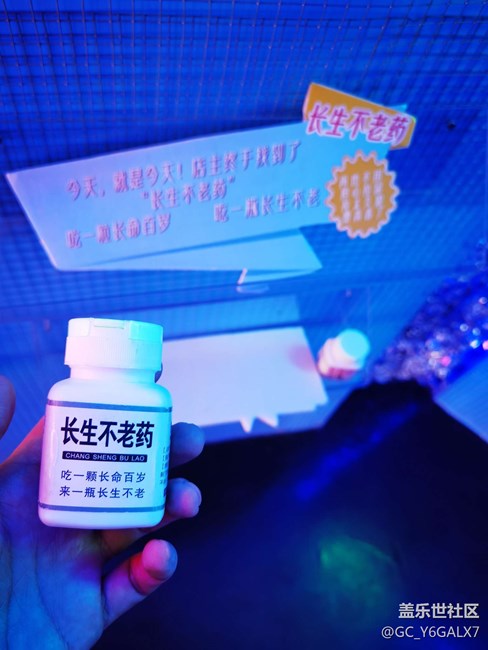 长生不老药
今天，就是今天！店主终于找到了
"长生不老药"
吃一颗长命百岁 吃一瓶长生不老
长生不老药
CHANG SHENG BU LAO
吃一颗长命百岁
来一瓶长生不老
盖乐世社区
@GC_Y6GALX7